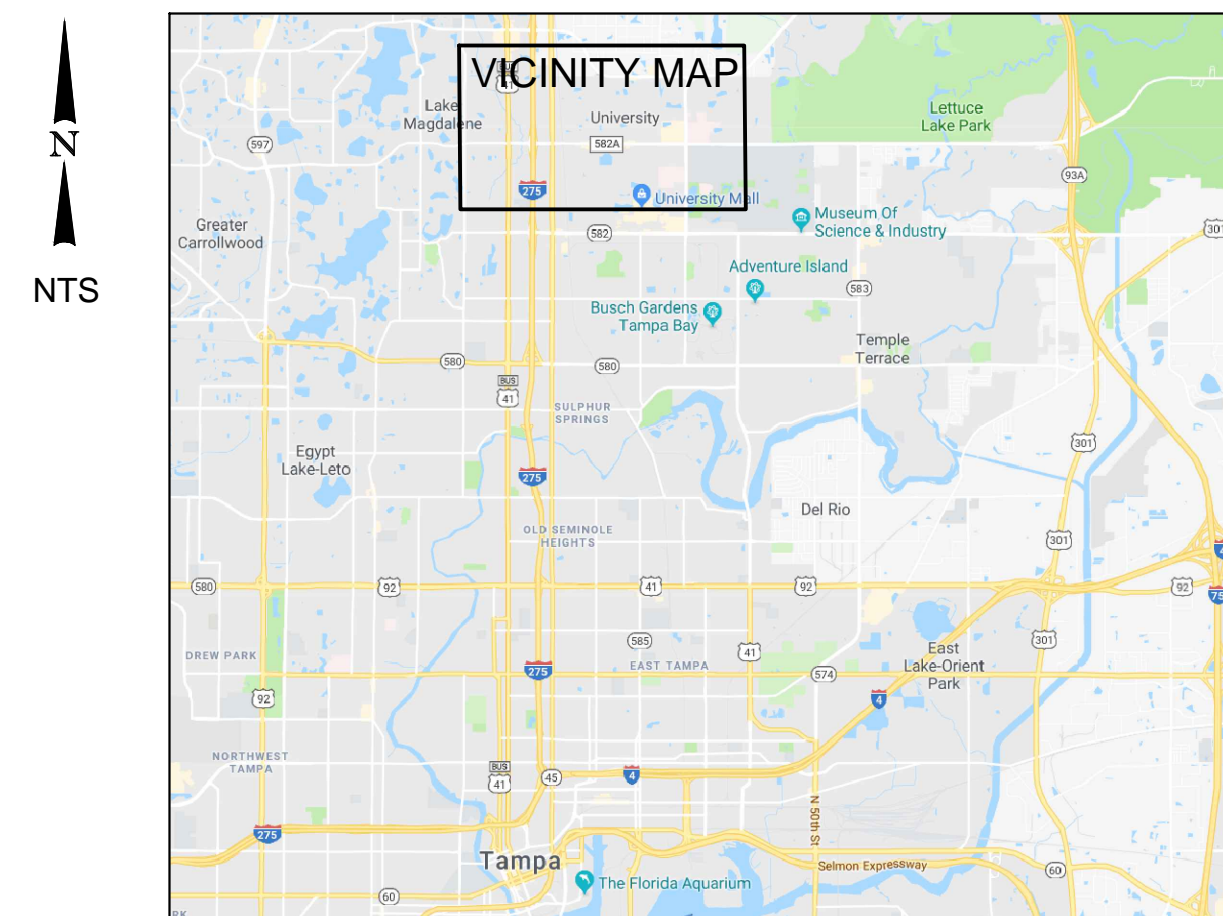 N
NTS
VICINITY MAP
BUS
41
Lake
Magdalene
University
Lettuce
Lake Park
597
582A
93A
275
University Mall
Greater
Carrollwood
582
Museum Of
Science & Industry
301
Adventure Island
583
Busch Gardens
Tampa Bay
Temple
Terrace
580
580
BUS
41
SULPHUR
SPRINGS
Egypt
Lake-Leto
301
275
Del Rio
OLD SEMINOLE
HEIGHTS
301
4
580
92
41
92
92
75
585
301
DREW PARK
EAST TAMPA
41
East
Lake-Orient
Park
275
574
92
4
NORTHWEST
TAMPA
BUS
41
45
4
N 50th St
275
Tampa
Selmon Expressway
60
The Florida Aquarium
60